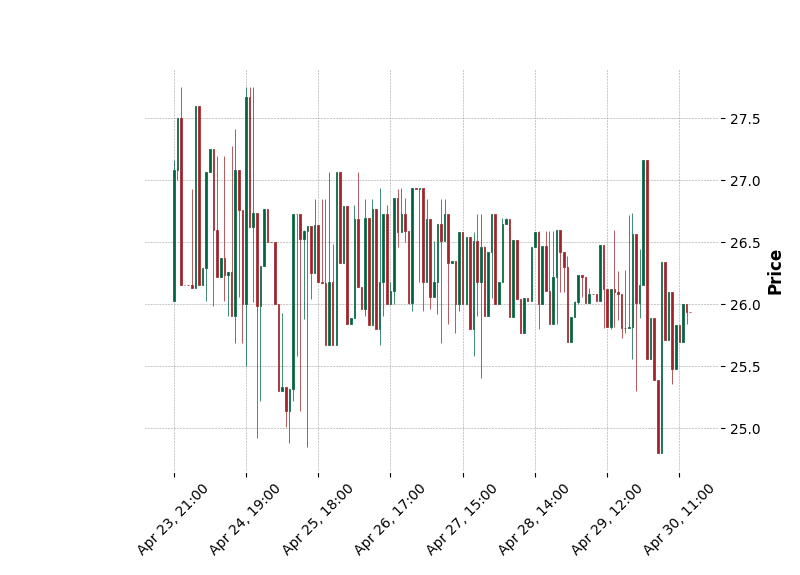 27.5
27.0
26.5
26.0
25.5
25.0
Price
Apr 23, 21:00
Apr 24, 19:00
Apr 25, 18:00
Apr 26, 17:00
Apr 27, 15:00
Apr 28, 14:00
Apr 29, 12:00
Apr 30, 11:00